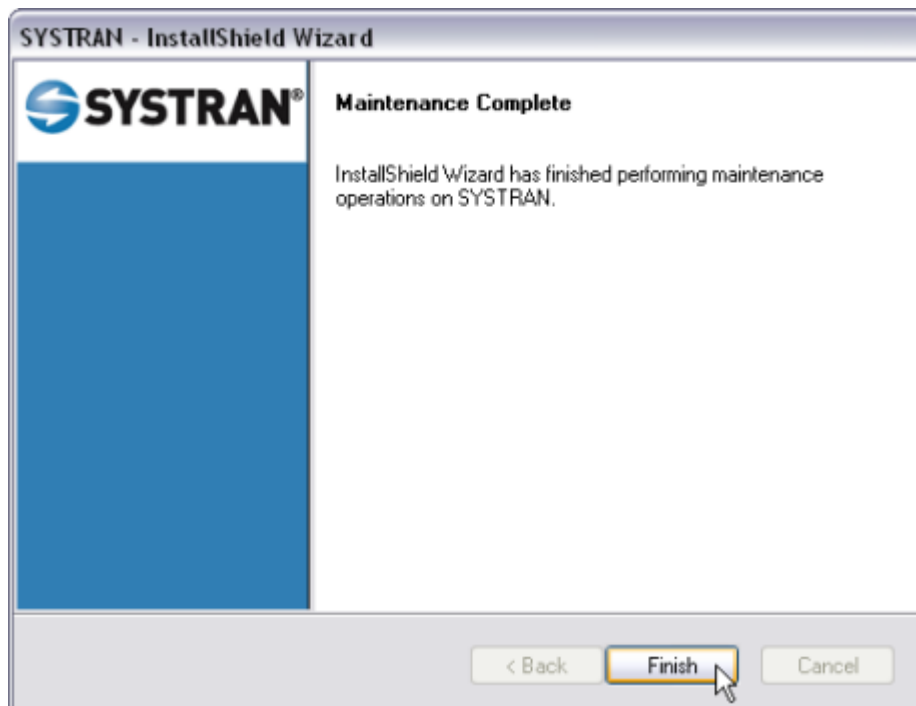 SYSTRAN - InstallShield Wizard
SYSTRAN®
Maintenance Complete
InstallShield Wizard has finished performing maintenance
operations on SYSTRAN.
< Back Finish Cancel